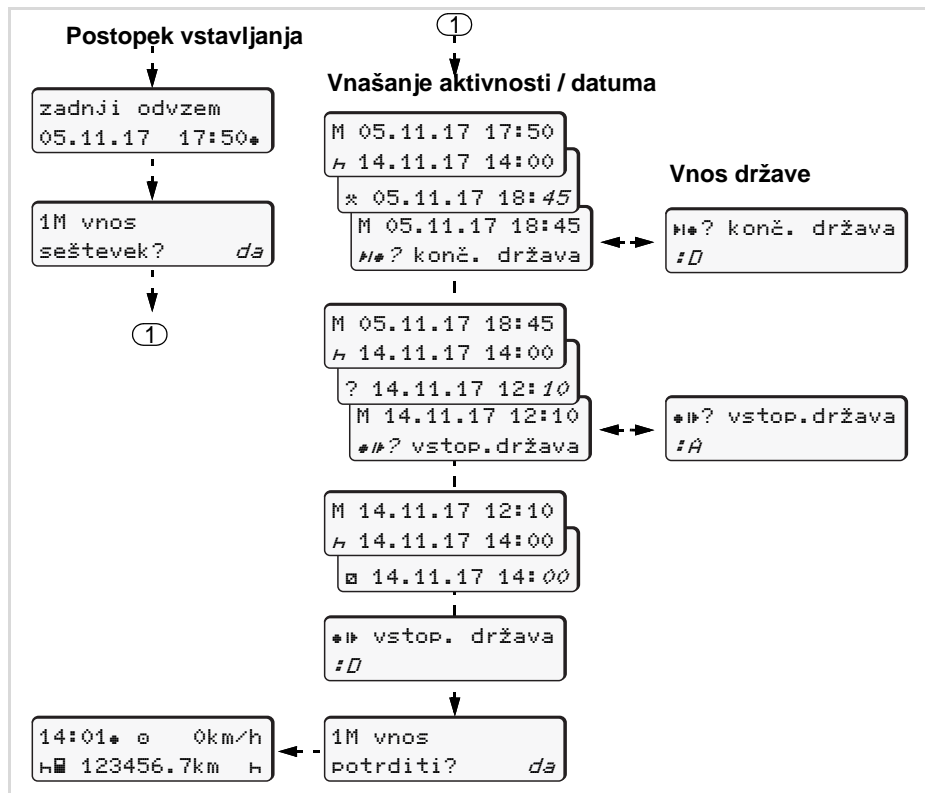 Postopek vstavljanja
zadnji odvzem
05.11.17 17:50
1M vnos
seštevek? da
1
1
Vnašanje aktivnosti / datuma
M 05.11.17 17:50
14.11.17 14:00
05.11.17 18:45
M 05.11.17 18:45
? konč. država
Vnos države
? konč. država
:D
M 05.11.17 18:45
14.11.17 14:00
? 14.11.17 12:10
M 14.11.17 12:10
? vstop.država
? vstop.država
:A
M 14.11.17 12:10
14.11.17 14:00
14.11.17 14:00
vstop. država
:D
1M vnos
potrditi? da
14:01 0km/h
123456.7km